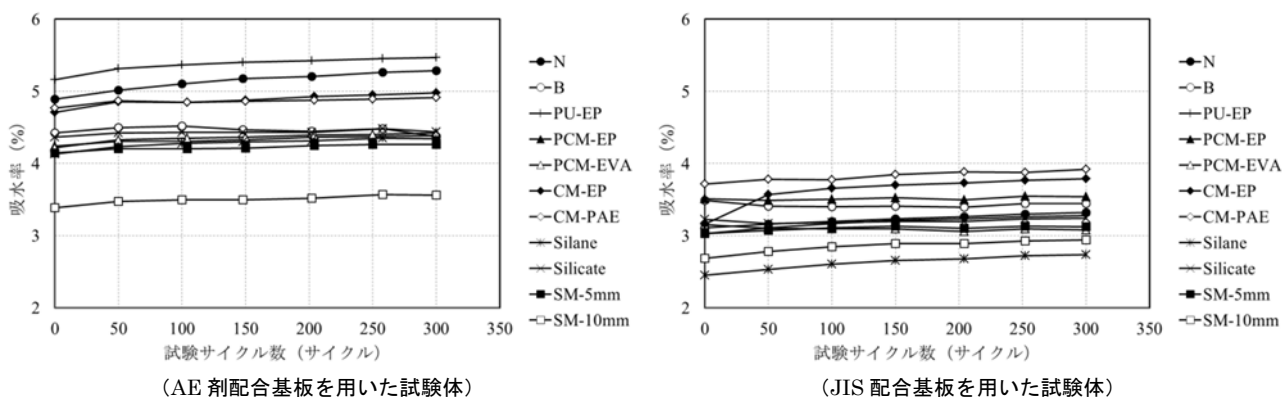 6
5
4
3
2
吸水率 (%)
0 50 100 150 200 250 300 350
試験サイクル数（サイクル）
N
B
PU-EP
PCM-EP
PCM-EVA
CM-EP
CM-PAE
Silane
Silicate
SM-5mm
SM-10mm
（AE 剤配合基板を用いた試験体）
6
5
4
3
2
吸水率 (%)
0 50 100 150 200 250 300 350
試験サイクル数（サイクル）
N
B
PU-EP
PCM-EP
PCM-EVA
CM-EP
CM-PAE
Silane
Silicate
SM-5mm
SM-10mm
（JIS 配合基板を用いた試験体）